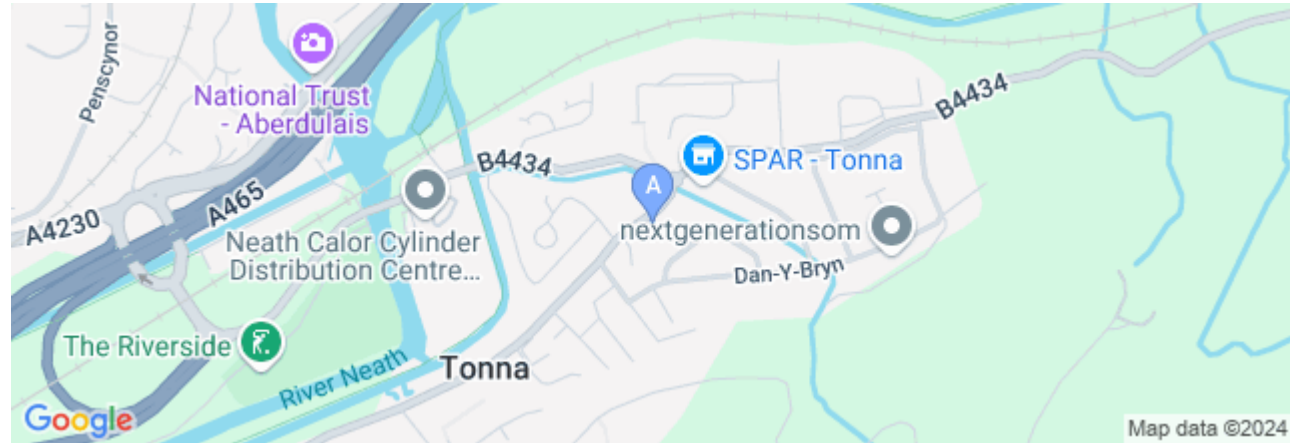 Penscynor
National Trust
- Aberdulais
B4434
B4434
SPAR - Tonna
A
A4230
A465
Neath Calor Cylinder
Distribution Centre...
nextgenerationsom
Dan-Y-Bryn
The Riverside
River Neath
Tonna
Google
Map data ©2024